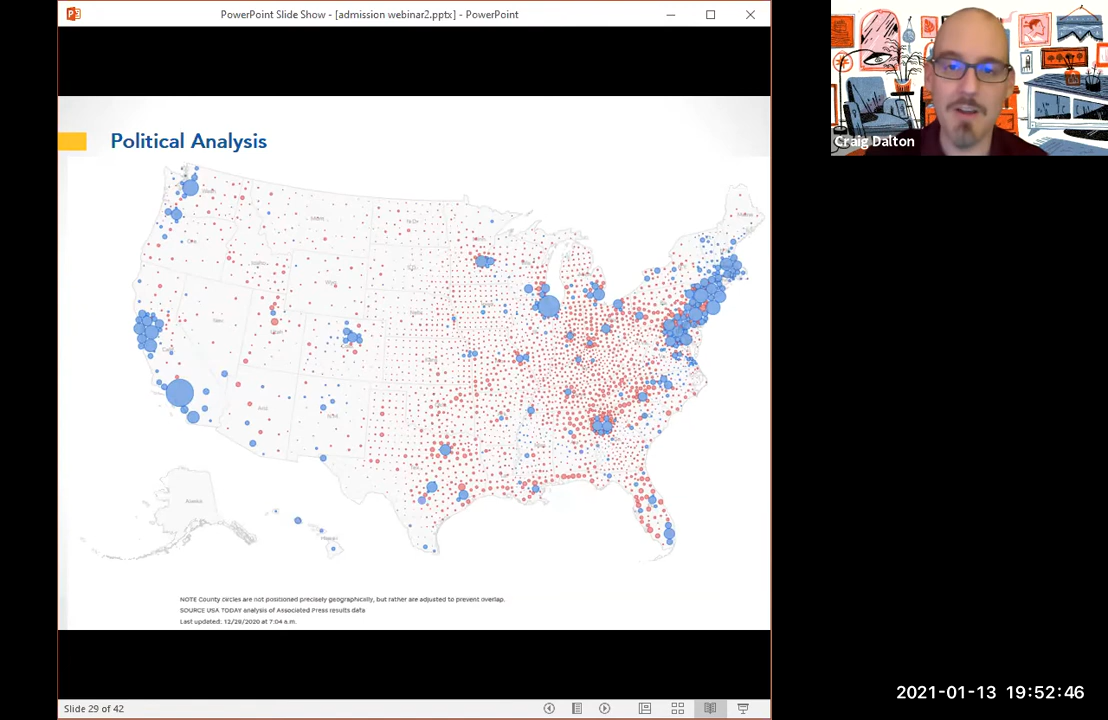 PowerPoint Slide Show - [admission webinar2.pptx] - PowerPoint
Craig Dalton
Political Analysis
NOTE County circles are not positioned precisely geographically, but rather are adjusted to prevent overlap.
SOURCE USA TODAY analysis of Associated Press results data
Last updated: 12/28/2020 at 7:04 a.m.
2021-01-13 19:52:46
Slide 29 of 42